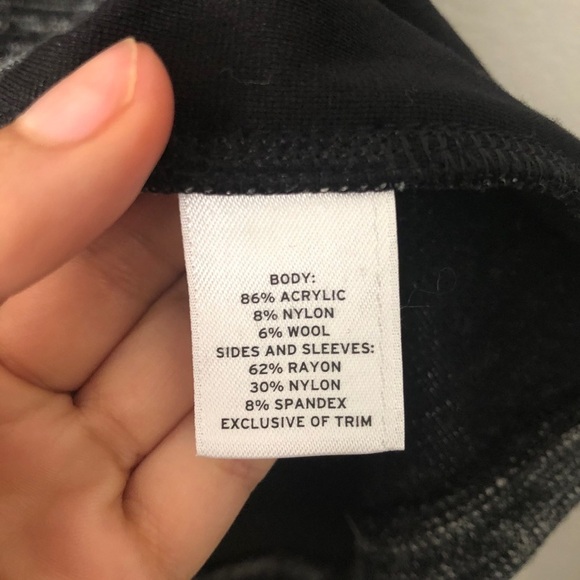 BODY:
86% ACRYLIC
8% NYLON
6% WOOL
SIDES AND SLEEVES:
62% RAYON
30% NYLON
8% SPANDEX
EXCLUSIVE OF TRIM